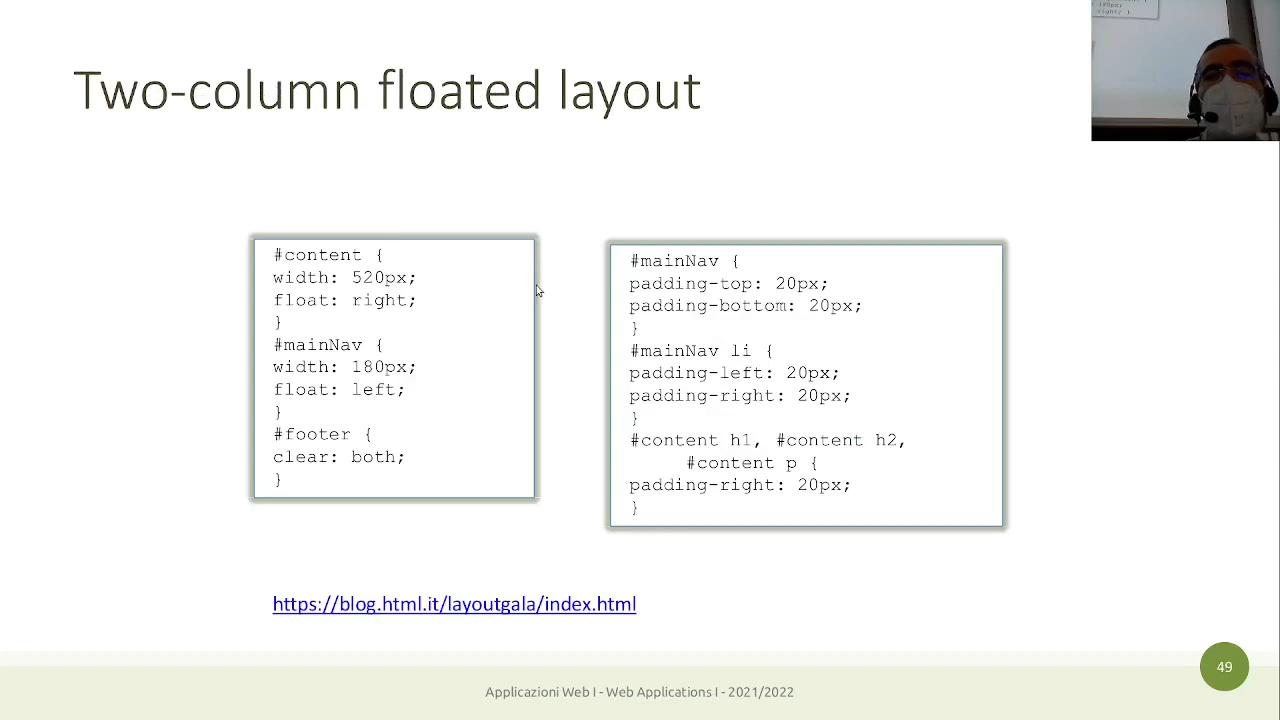 Two-column floated layout
#content {
width: 520px;
float: right;
}
#mainNav {
width: 180px;
float: left;
}
#footer {
clear: both;
}
#mainNav {
padding-top: 20px;
padding-bottom: 20px;
}
#mainNav li {
padding-left: 20px;
padding-right: 20px;
}
#content h1, #content h2,
#content p {
padding-right: 20px;
}
https://blog.html.it/layoutgala/index.html
49
Applicazioni Web I - Web Applications I - 2021/2022